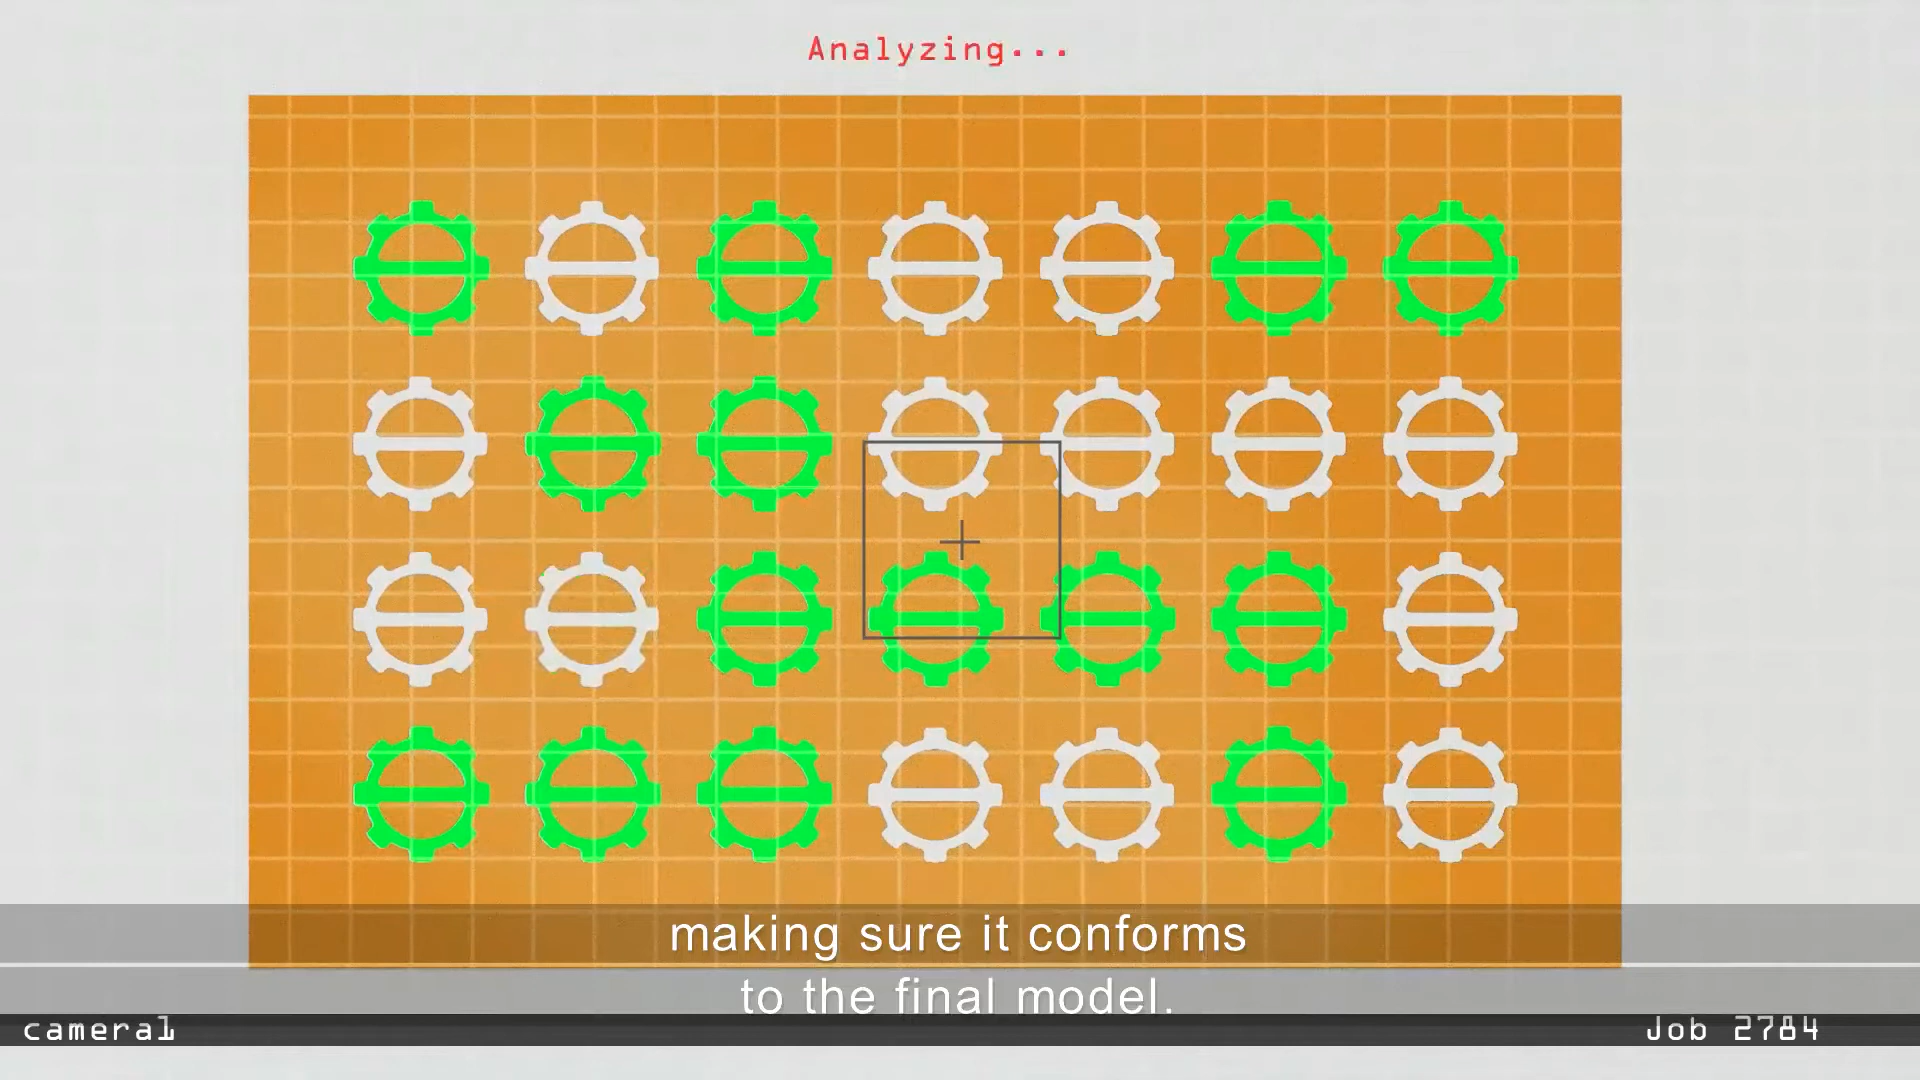 Analyzing...
making sure it conforms
to the final model.
camera1
Job 2784